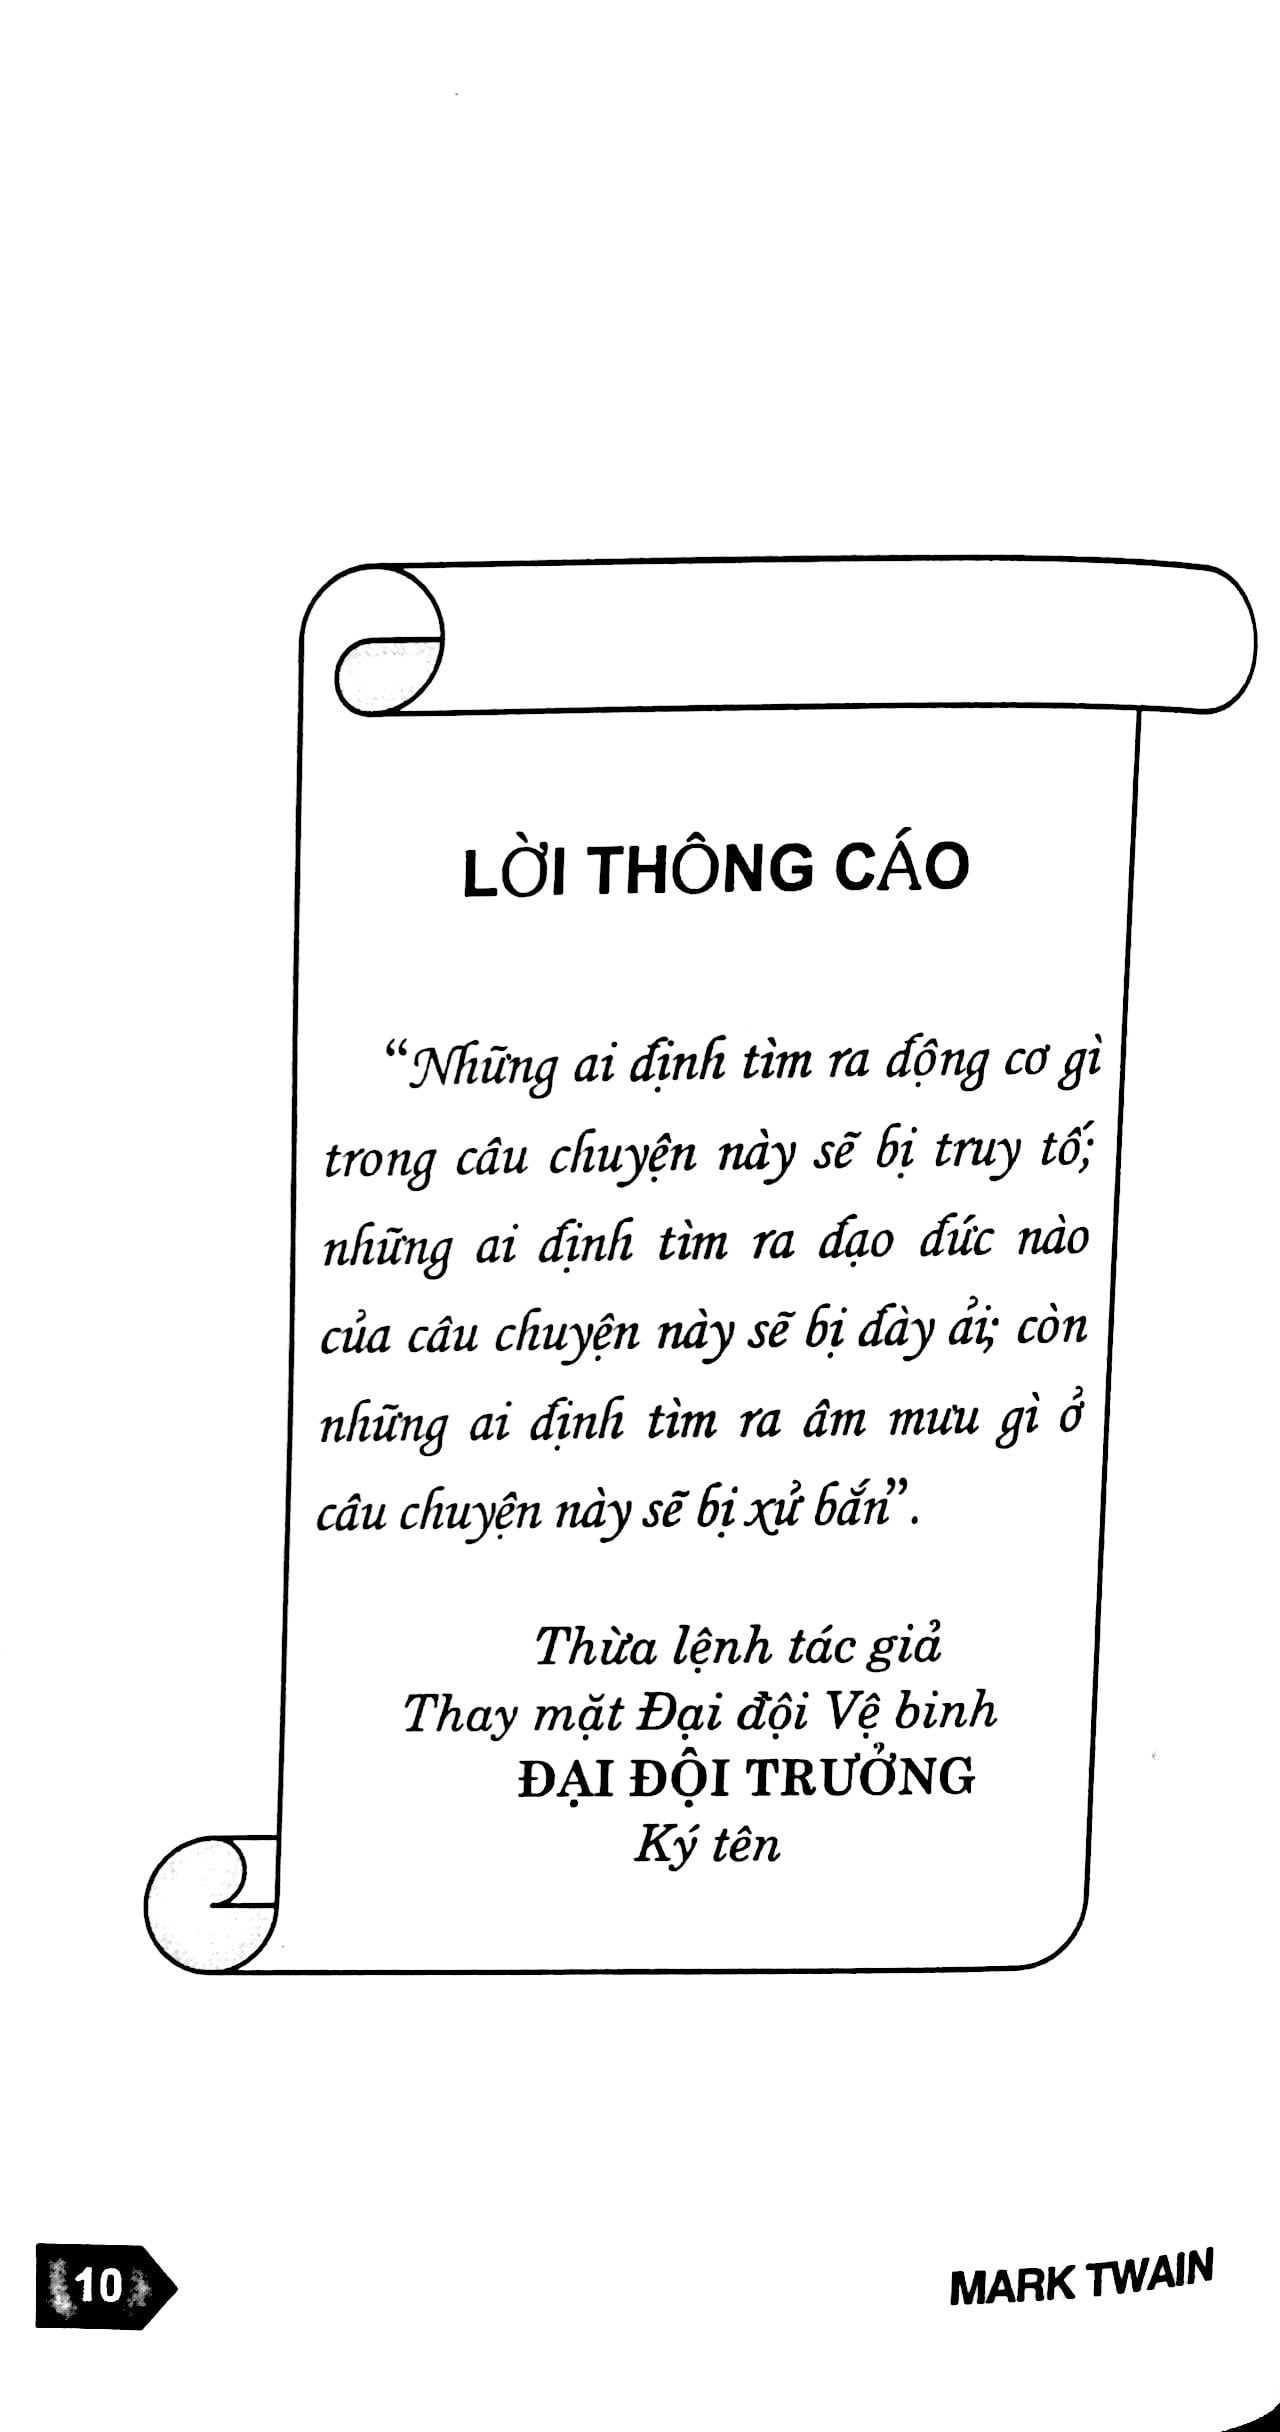 LỜI THÔNG CÁO
“Những ai định tìm ra động cơ gì
trong câu chuyện này sẽ bị truy tố;
những ai định tìm ra đạo đức nào
của câu chuyện này sẽ bị đày ải; còn
những ai định tìm ra âm mưu gì ở
câu chuyện này sẽ bị xử bắn”.
Thừa lệnh tác giả
Thay mặt Đại đội Vệ binh
ĐẠI ĐỘI TRƯỞNG
Ký tên
10
MARK TWAIN